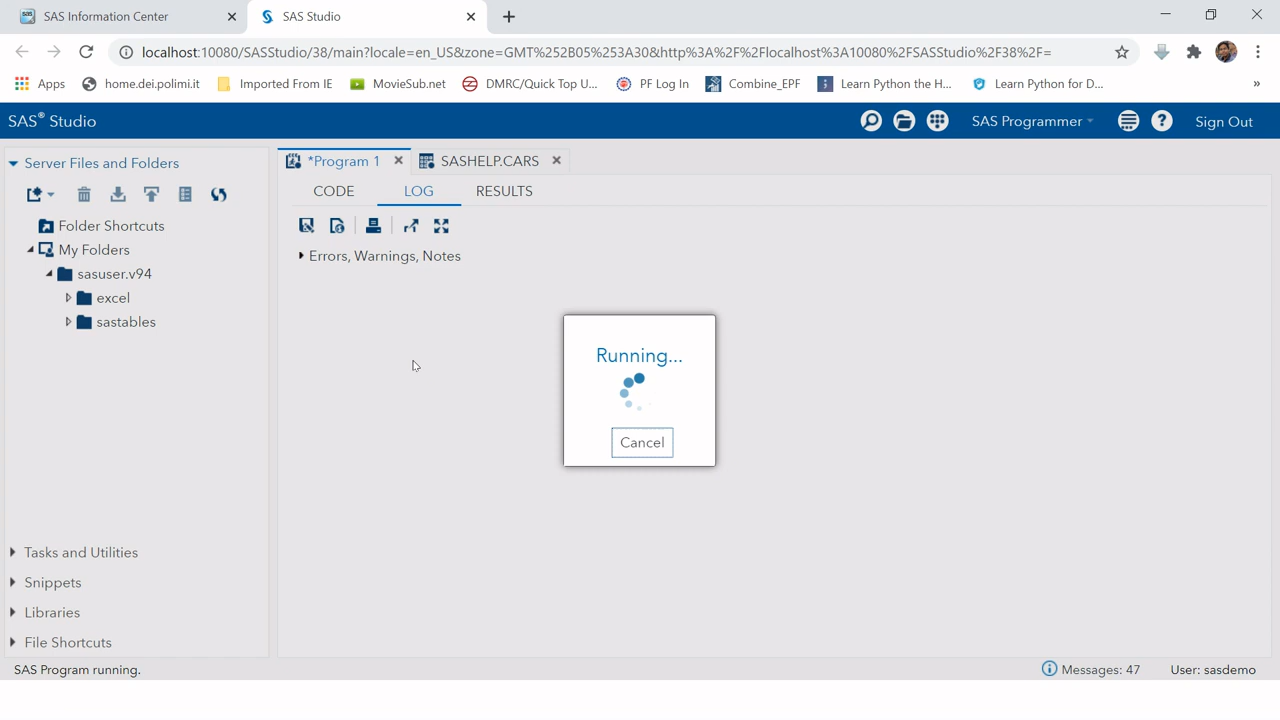 SAS Information Center
SAS Studio
localhost:10080/SASStudio/38/main?locale=en_US&zone=GMT%252B05%253A30&http%3A%2F%2Flocalhost%3A10080%2FSASStudio%2F38%2F=
Apps home.dei.polimi.it Imported From IE MovieSub.net DMRC/Quick Top U... PF Log In Combine_EPF Learn Python the H... Learn Python for D... »
SAS® Studio
SAS Programmer
Sign Out
Server Files and Folders
Folder Shortcuts
My Folders
sasuser.v94
excel
sastables
Tasks and Utilities
Snippets
Libraries
File Shortcuts
*Program 1
SASHELP.CARS
CODE LOG RESULTS
Errors, Warnings, Notes
Running...
Cancel
SAS Program running.
Messages: 47
User: sasdemo